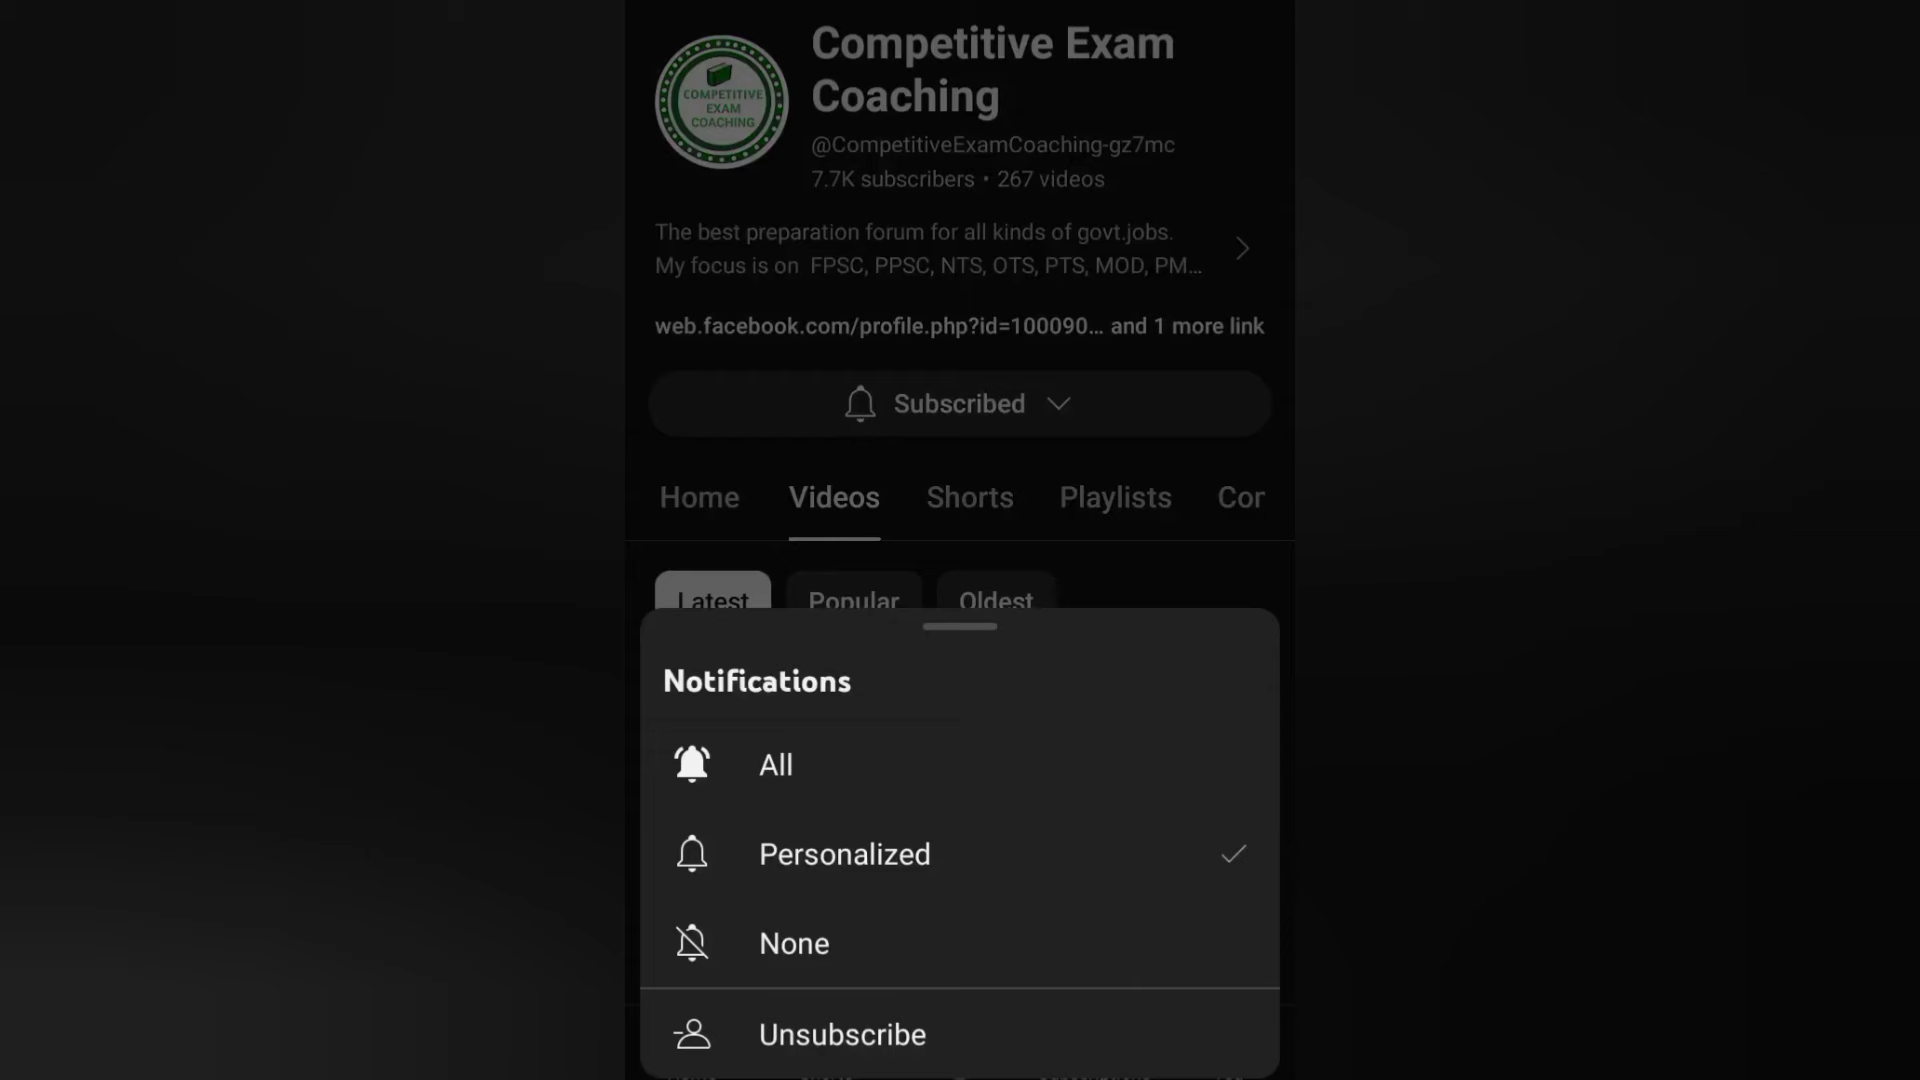 Competitive Exam
Coaching
COMPETITIVE
EXAM
COACHING
@CompetitiveExamCoaching-gz7mc
7.7K subscribers • 267 videos
The best preparation forum for all kinds of govt.jobs.
My focus is on FPSC, PPSC, NTS, OTS, PTS, MOD, PM...
web.facebook.com/profile.php?id=100090... and 1 more link
Subscribed
Home Videos Shorts Playlists Cor
Latest Popular Oldest
Notifications
All
Personalized
None
Unsubscribe